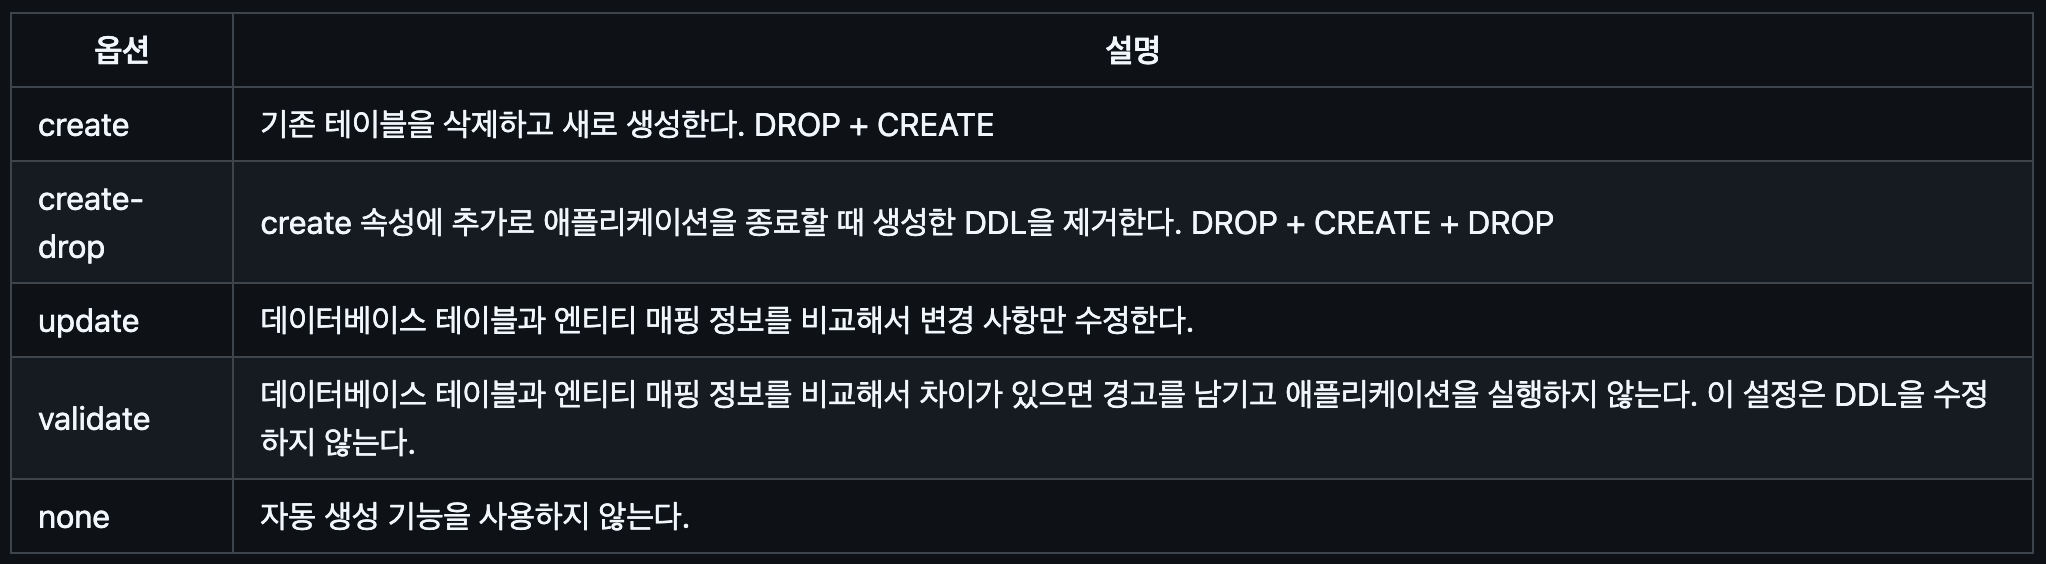 옵션
설명
create
기존 테이블을 삭제하고 새로 생성한다. DROP + CREATE
create-
drop
create 속성에 추가로 애플리케이션을 종료할 때 생성한 DDL을 제거한다. DROP + CREATE + DROP
update
데이터베이스 테이블과 엔티티 매핑 정보를 비교해서 변경 사항만 수정한다.
validate
데이터베이스 테이블과 엔티티 매핑 정보를 비교해서 차이가 있으면 경고를 남기고 애플리케이션을 실행하지 않는다. 이 설정은 DDL을 수정
하지 않는다.
none
자동 생성 기능을 사용하지 않는다.